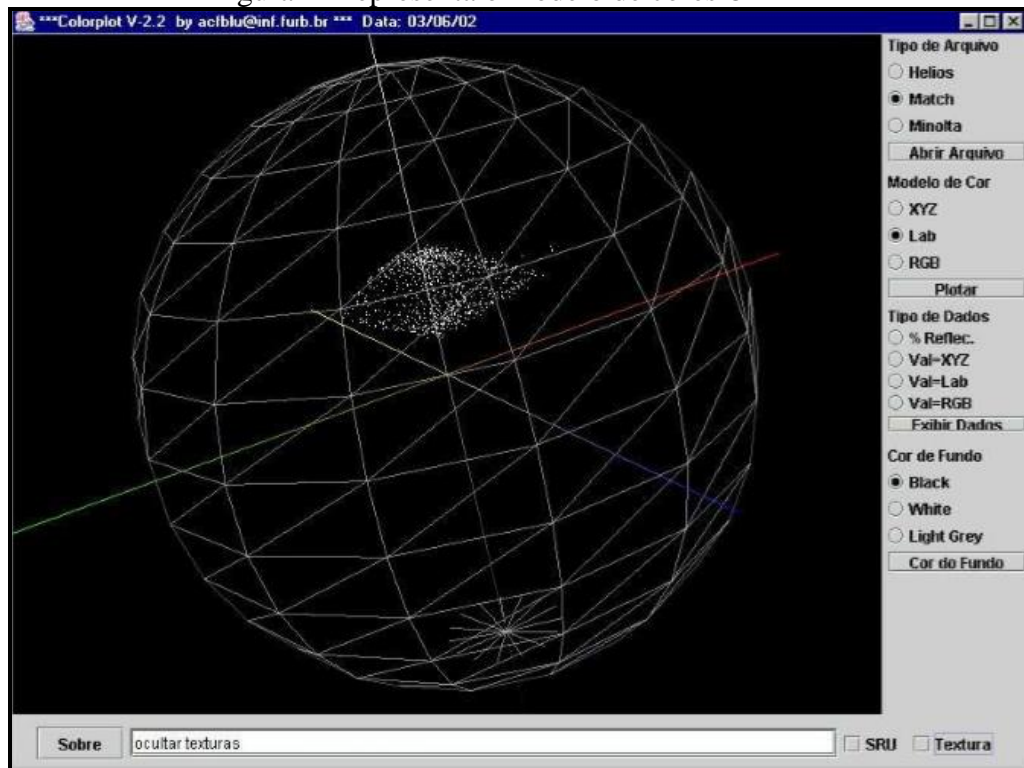 ***Colorplot V-2.2 by acfblu@inf.furb.br *** Data: 03/06/02
Tipo de Arquivo
Helios
Match
Minolta
Abrir Arquivo
Modelo de Cor
XYZ
Lab
RGB
Plotar
Tipo de Dados
% Reflec.
Val=XYZ
Val=Lab
Val=RGB
Exibir Dados
Cor de Fundo
Black
White
Light Grey
Cor do Fundo
Sobre
ocultar texturas
SRU
Textura